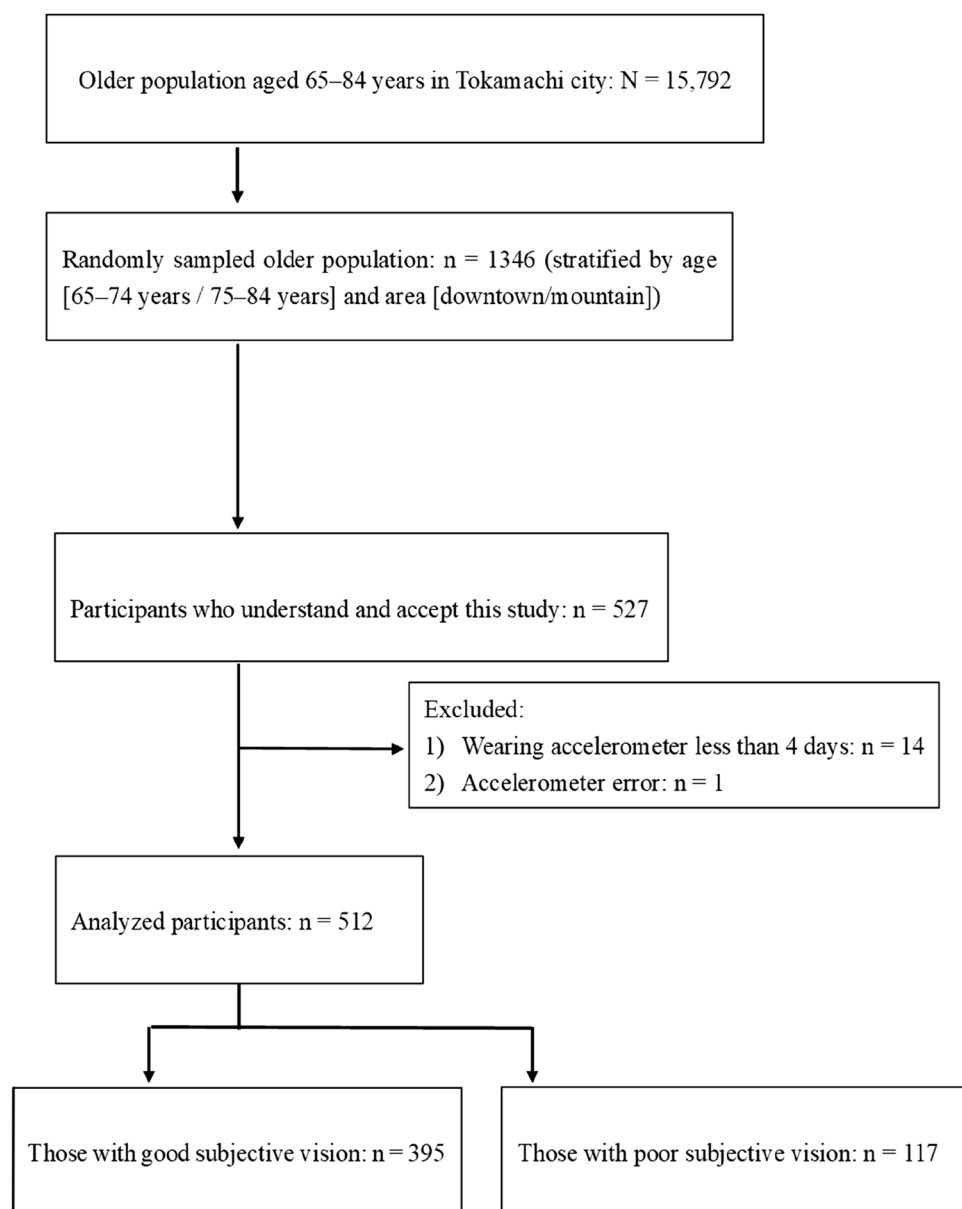 Older population aged 65–84 years in Tokamachi city: N = 15,792
Randomly sampled older population: n = 1346 (stratified by age
[65–74 years / 75–84 years] and area [downtown/mountain])
Participants who understand and accept this study: n = 527
Excluded:
1) Wearing accelerometer less than 4 days: n = 14
2) Accelerometer error: n = 1
Analyzed participants: n = 512
Those with good subjective vision: n = 395
Those with poor subjective vision: n = 117